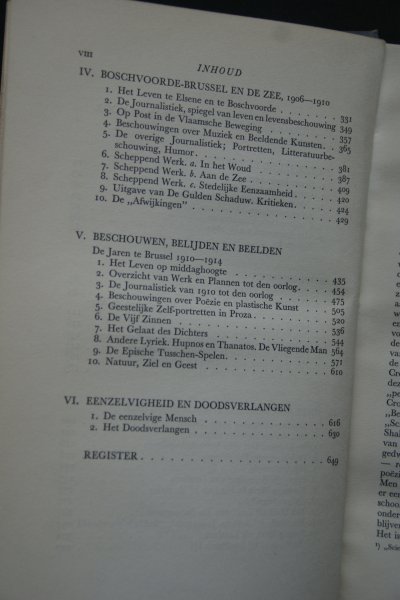 VIII
INHOUD
IV. BOSCHVOORDE-BRUSSEL EN DE ZEE, 1906—1910
1. Het Leven te Elsene en te Boschvoorde . . . . . . . 331
2. De Journalistiek, spiegel van leven en levensbeschouwing 349
3. Op Post in de Vlaamsche Beweging . . . . . . . . 357
4. Beschouwingen over Muziek en Beeldende Kunsten. . . 365
5. De overige Journalistiek; Portretten, Litteratuurbe-
schouwing, Humor . . . . . . . . . . . . . . . . 381
6. Scheppend Werk. a. In het Woud . . . . . . . . . 387
7. Scheppend Werk. b. Aan de Zee . . . . . . . . . . 409
8. Scheppend Werk. c. Stedelijke Eenzaamheid . . . . . 420
9. Uitgave van De Gulden Schaduw. Kritieken . . . . . 424
10. De „Afwijkingen" . . . . . . . . . . . . . . . . 429
V. BESCHOUWEN, BELIJDEN EN BEELDEN
De Jaren te Brussel 1910—1914
1. Het Leven op middaghoogte . . . . . . . . . . . 435
2. Overzicht van Werk en Plannen tot den oorlog . . . . 454
3. De Journalistiek van 1910 tot den oorlog . . . . . . 475
4. Beschouwingen over Poëzie en plastische Kunst . . . . 505
5. Geestelijke Zelf-portretten in Proza . . . . . . . . 520
6. De Vijf Zinnen . . . . . . . . . . . . . . . . 536
7. Het Gelaat des Dichters . . . . . . . . . . . . . 544
8. Andere Lyriek. Hupnos en Thanatos. De Vliegende Man 564
9. De Epische Tusschen-Spelen. . . . . . . . . . . . 571
10. Natuur, Ziel en Geest . . . . . . . . . . . . . . 610
VI. EENZELVIGHEID EN DOODSVERLANGEN
1. De eenzelvige Mensch . . . . . . . . . . . . . . 616
2. Het Doodsverlangen . . . . . . . . . . . . . . . 630
REGISTER . . . . . . . . . . . . . . . . . . . . 649